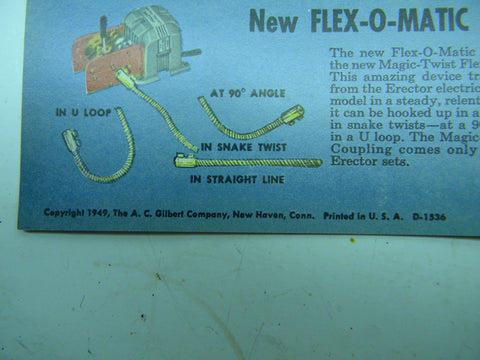 New FLEX-O-MATIC
The new Flex-O-Matic
the new Magic-Twist Fle
This amazing device tr
from the Erector electric
model in a steady, relent
it can be hooked up in a
in snake twists—at a 9
in a U loop. The Magic
Coupling comes only
Erector sets.
AT 90° ANGLE
IN U LOOP
IN SNAKE TWIST
IN STRAIGHT LINE
Copyright 1949, The A. C. Gilbert Company, New Haven, Conn. Printed in U. S. A. D-1536